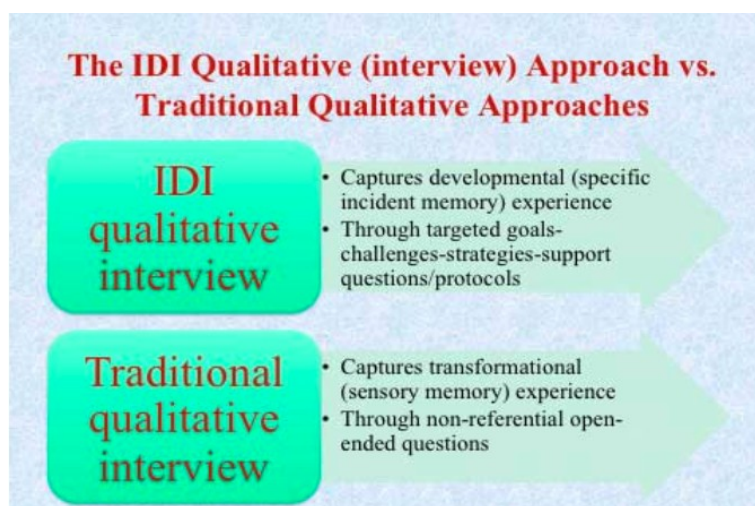 The IDI Qualitative (interview) Approach vs.
Traditional Qualitative Approaches
IDI
qualitative
interview
• Captures developmental (specific
incident memory) experience
• Through targeted goals-
challenges-strategies-support
questions/protocols
Traditional
qualitative
interview
• Captures transformational
(sensory memory) experience
• Through non-referential open-
ended questions